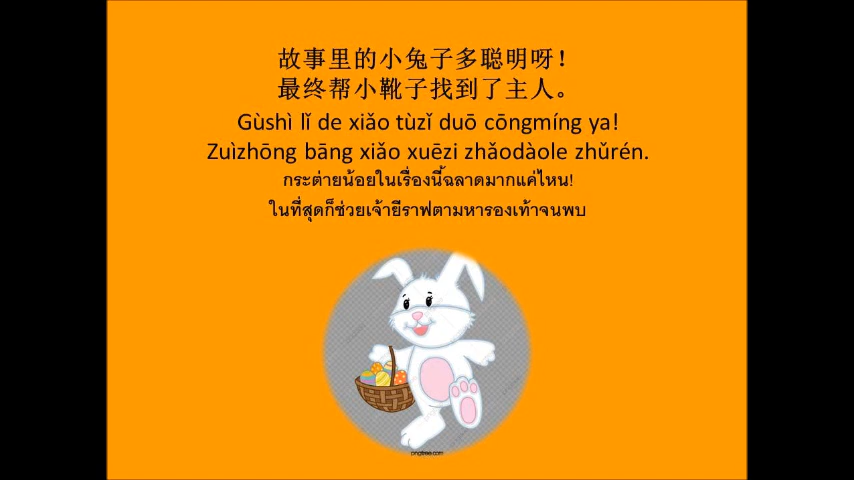 故事里的小兔子多聪明呀！
最终帮小靴子找到了主人。
Gùshì lǐ de xiǎo tùzǐ duō cōngmíng ya!
Zuìzhōng bāng xiǎo xuēzi zhǎodàole zhǔrén.
กระต่ายน้อยในเรื่องนี้ฉลาดมากแค่ไหน!
ในที่สุดก็ช่วยเจ้ายีราฟตามหารองเท้าจนพบ
pngtree.com